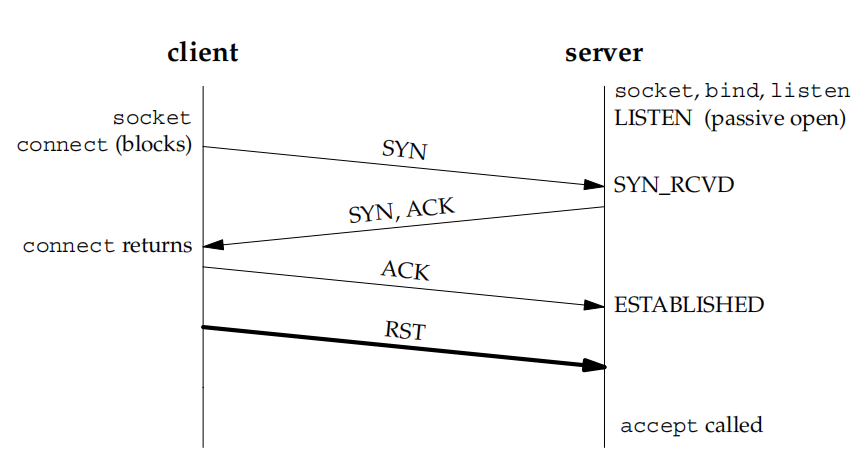 client
server
socket, bind, listen
LISTEN (passive open)
socket
connect (blocks)
SYN
SYN_RCVD
SYN, ACK
connect returns
ACK
ESTABLISHED
RST
accept called